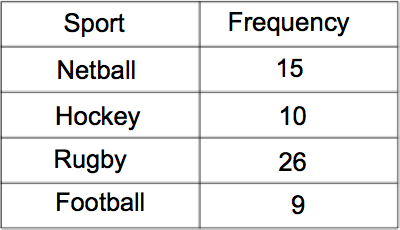 Sport Frequency
Netball 15
Hockey 10
Rugby 26
Football 9